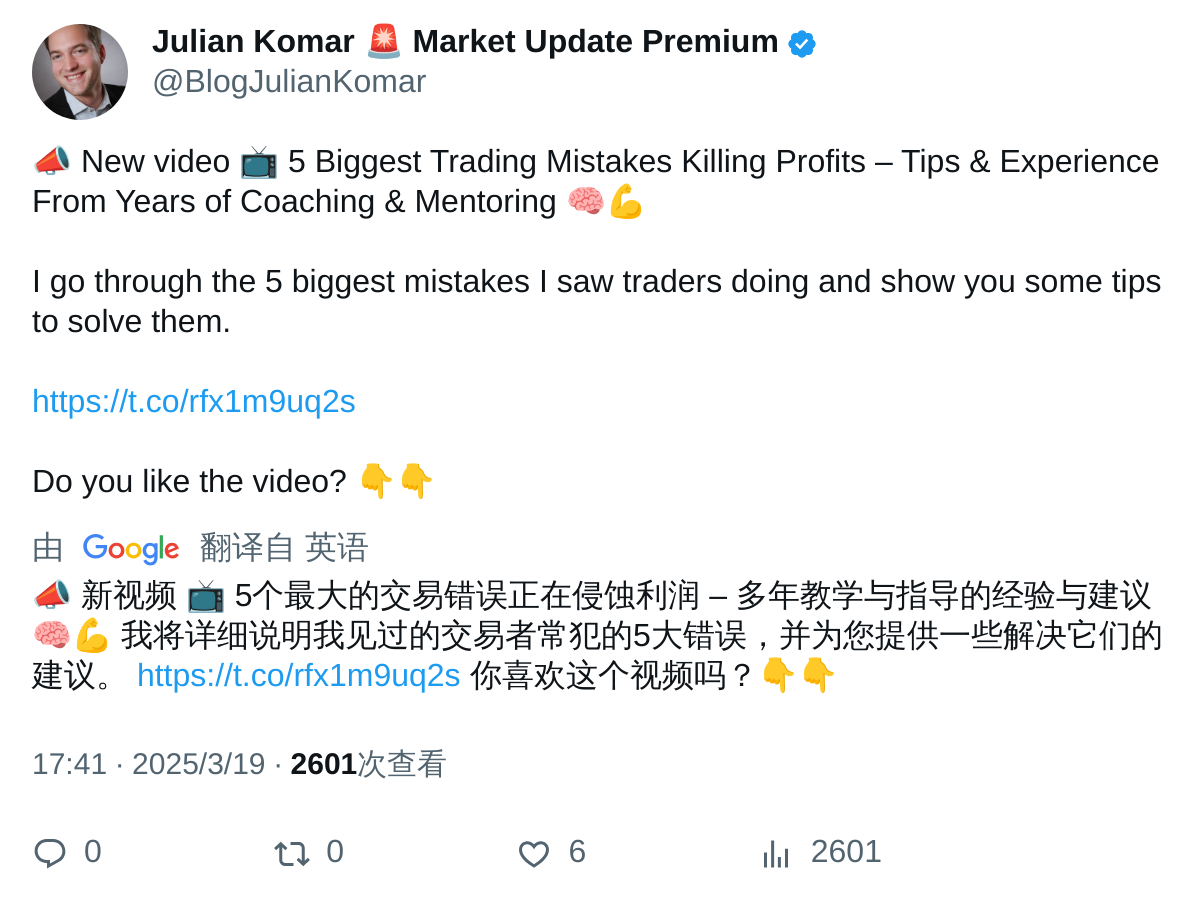 Julian Komar 🚨 Market Update Premium
@BlogJulianKomar
📣 New video 📺 5 Biggest Trading Mistakes Killing Profits – Tips & Experience
From Years of Coaching & Mentoring 🧠💪
I go through the 5 biggest mistakes I saw traders doing and show you some tips
to solve them.
https://t.co/rfx1m9uq2s
Do you like the video? 👇👇
由 Google 翻译自 英语
📣 新视频 📺 5个最大的交易错误正在侵蚀利润 – 多年教学与指导的经验与建议
🧠💪 我将详细说明我见过的交易者常犯的5大错误，并为您提供一些解决它们的
建议。 https://t.co/rfx1m9uq2s 你喜欢这个视频吗？👇👇
17:41 · 2025/3/19 · 2601次查看
0 0 6 2601